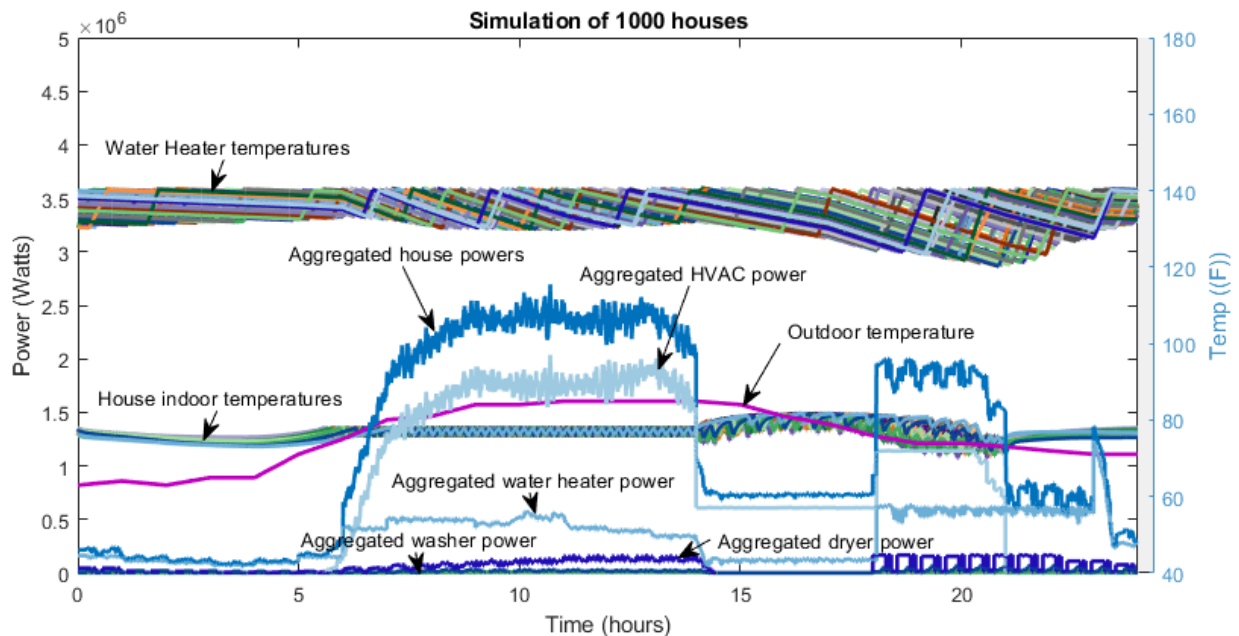 Simulation of 1000 houses
× 10^6
5
4.5
4
3.5
3
2.5
2
1.5
1
0.5
0
Power (Watts)
180
160
140
120
100
80
60
40
Temp ((F)
Water Heater temperatures
Aggregated house powers
Aggregated HVAC power
Outdoor temperature
House indoor temperatures
Aggregated water heater power
Aggregated washer power
Aggregated dryer power
0 5 10 15 20
Time (hours)